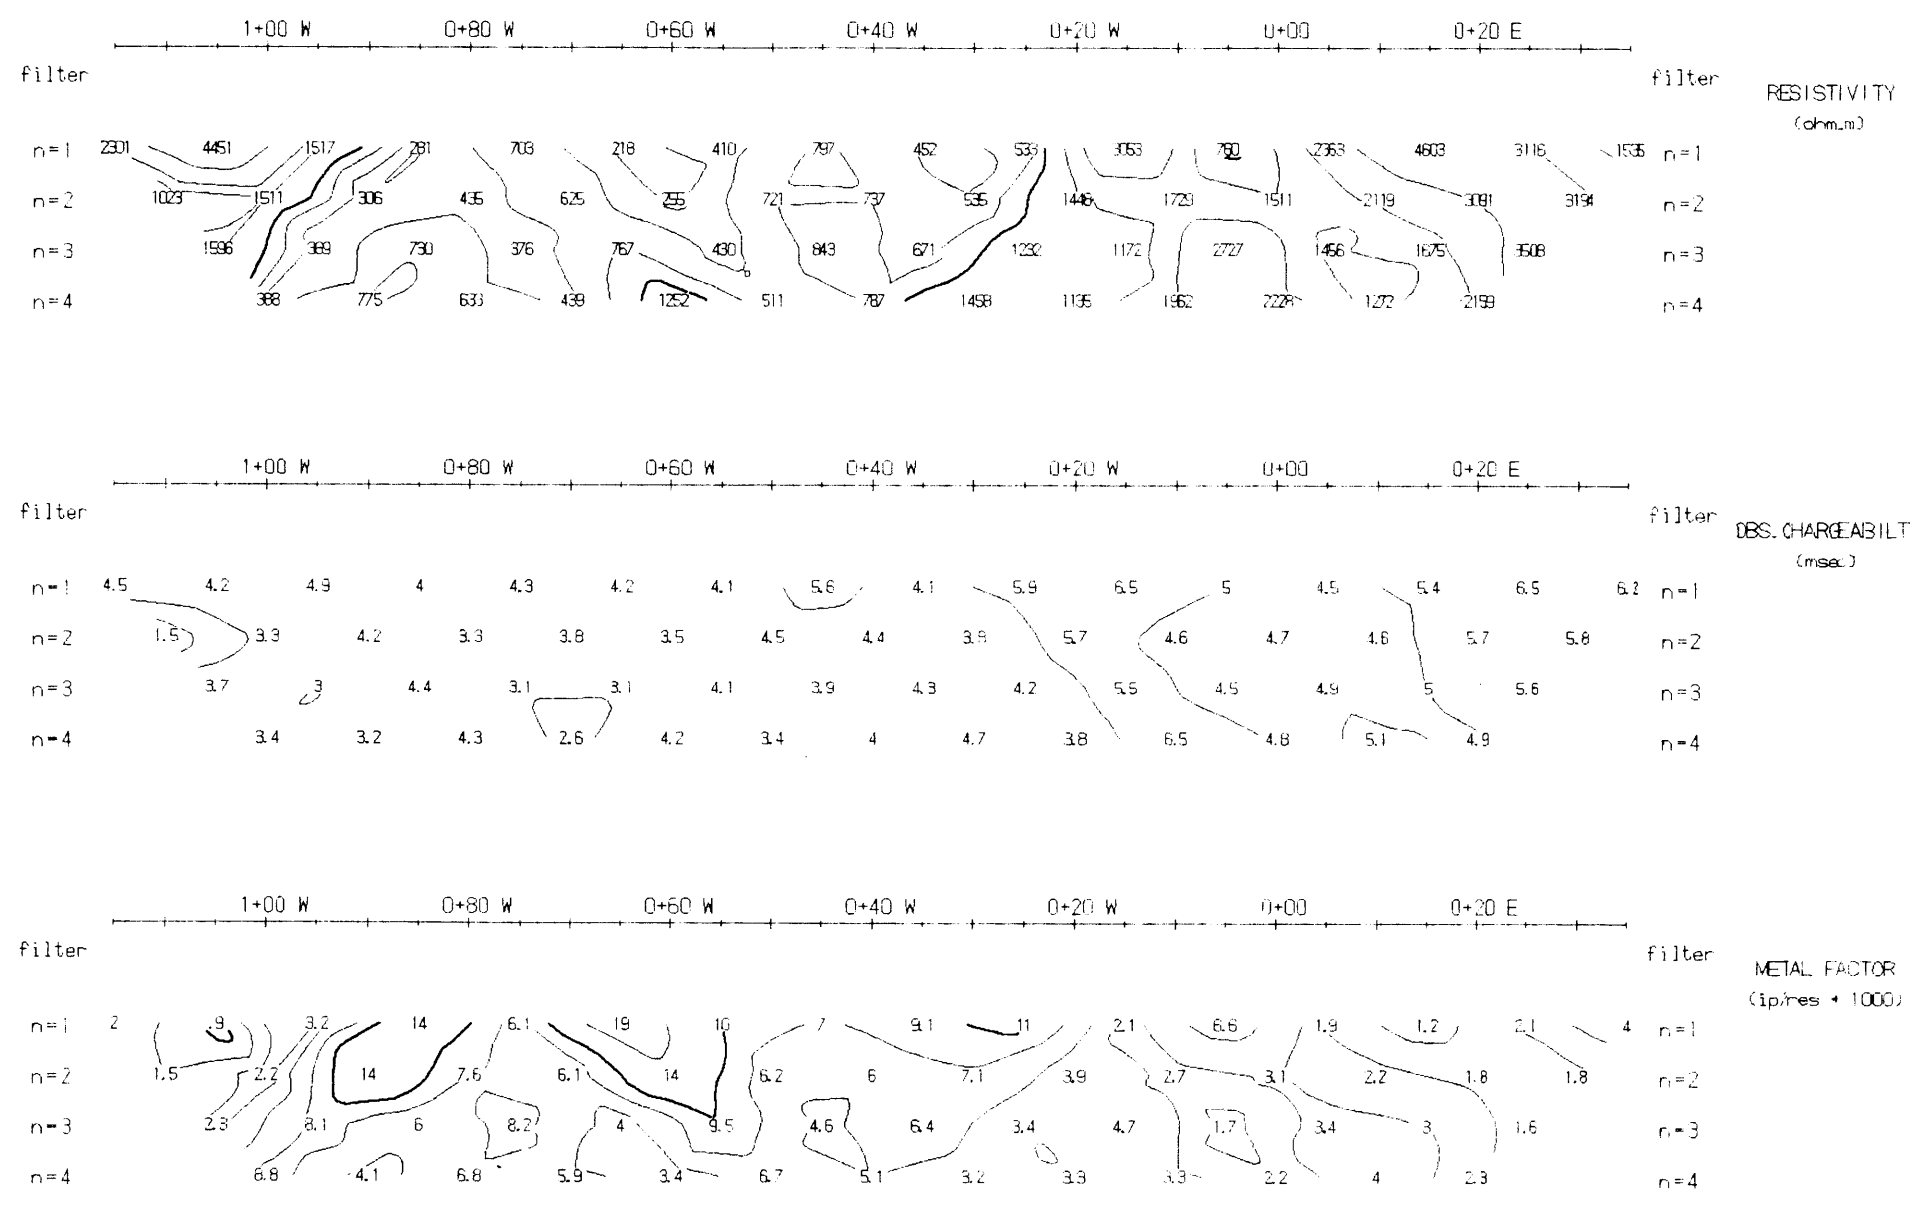 1+00 W 0+80 W 0+60 W 0+40 W 0+20 W 0+00 0+20 E
filter filter
RESISTIVITY
(ohm_m)
n=1 2301 4451 1517 281 703 218 410 797 452 533 3053 760 2363 4603 3116 1535 n=1
n=2 1023 1511 306 435 625 255 721 737 535 1446 1729 1511 2119 3091 3194 n=2
n=3 1596 389 730 376 767 430 843 671 1232 1172 2727 1456 1675 3508 n=3
n=4 388 775 633 439 1252 511 787 1458 1135 1962 2228 1272 2159 n=4
1+00 W 0+80 W 0+60 W 0+40 W 0+20 W 0+00 0+20 E
filter filter
OBS. CHARGEABILT
(msec)
n=1 4.5 4.2 4.9 4 4.3 4.2 4.1 5.6 4.1 5.9 6.5 5 4.5 5.4 6.5 6.2 n=1
n=2 1.5 3.3 4.2 3.3 3.8 3.5 4.5 4.4 3.8 5.7 4.6 4.7 4.6 5.7 5.8 n=2
n=3 3.7 3 4.4 3.1 3.1 4.1 3.9 4.3 4.2 5.5 4.5 4.9 5 5.6 n=3
n=4 3.4 3.2 4.3 2.6 4.2 3.4 4 4.7 3.8 6.5 4.8 5.1 4.9 n=4
1+00 W 0+80 W 0+60 W 0+40 W 0+20 W 0+00 0+20 E
filter filter
METAL FACTOR
(ip/res * 1000)
n=1 2 .9 3.2 14 6.1 19 10 7 9.1 11 2.1 6.6 1.9 1.2 2.1 4 n=1
n=2 1.5 2.2 14 7.6 6.1 14 6.2 6 7.1 3.9 2.7 3.1 2.2 1.8 1.8 n=2
n=3 2.3 8.1 6 8.2 4 9.5 4.6 6.4 3.4 4.7 1.7 3.4 3 1.6 n=3
n=4 8.8 4.1 6.8 5.9 3.4 6.7 5.1 3.2 3.3 3.3 2.2 4 2.3 n=4